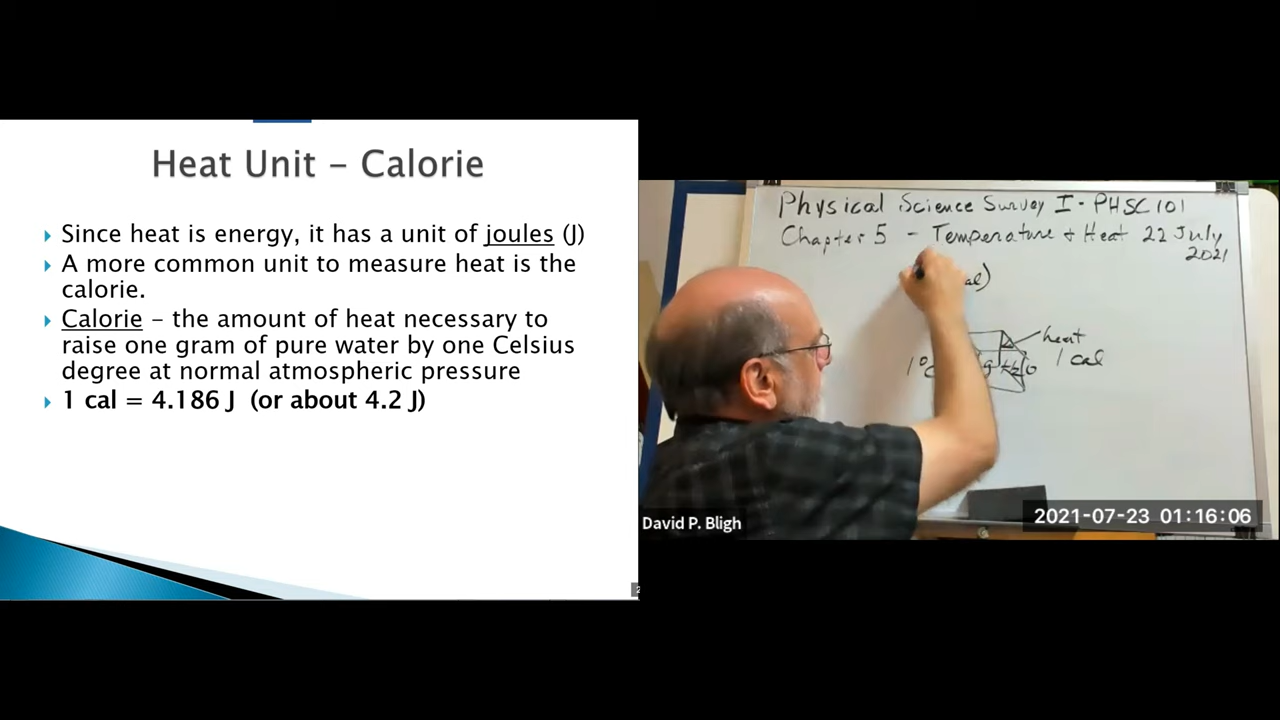 Heat Unit – Calorie
Since heat is energy, it has a unit of joules (J)
A more common unit to measure heat is the
calorie.
Calorie – the amount of heat necessary to
raise one gram of pure water by one Celsius
degree at normal atmospheric pressure
1 cal = 4.186 J (or about 4.2 J)
Physical Science Survey I - PHSC 101
Chapter 5 - Temperature + Heat 22 July
2021
al)
heat
1 cal
1°C
David P. Bligh
2021-07-23 01:16:06